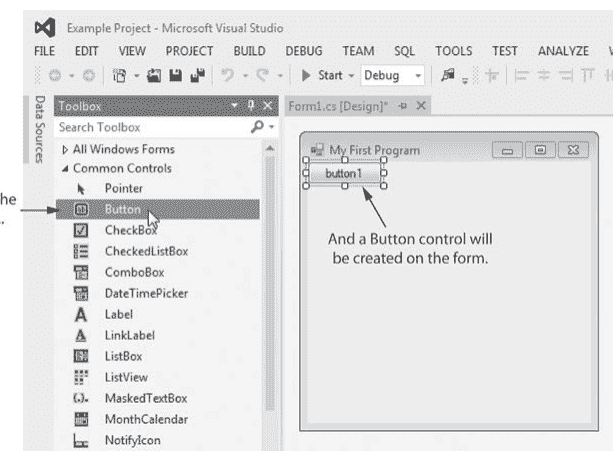 Example Project - Microsoft Visual Studio
FILE EDIT VIEW PROJECT BUILD DEBUG TEAM SQL TOOLS TEST ANALYZE
Start Debug
Data Sources
Toolbox
Form1.cs [Design]*
Search Toolbox
All Windows Forms
Common Controls
Pointer
Button
CheckBox
CheckedListBox
ComboBox
DateTimePicker
Label
LinkLabel
ListBox
ListView
MaskedTextBox
MonthCalendar
NotifyIcon
he
..
My First Program
button1
And a Button control will
be created on the form.